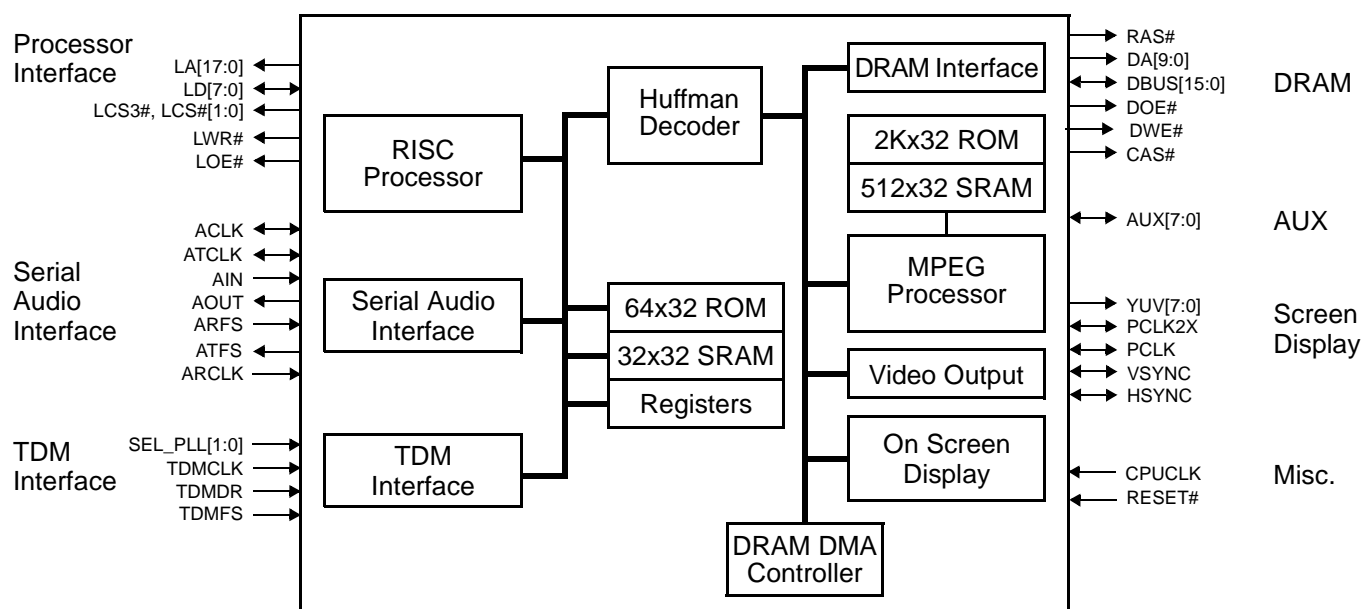 Processor
Interface
LA[17:0]
LD[7:0]
LCS3#, LCS#[1:0]
LWR#
LOE#
Serial
Audio
Interface
ACLK
ATCLK
AIN
AOUT
ARFS
ATFS
ARCLK
TDM
Interface
SEL_PLL[1:0]
TDMCLK
TDMDR
TDMFS
RISC
Processor
Serial Audio
Interface
TDM
Interface
Huffman
Decoder
64x32 ROM
32x32 SRAM
Registers
DRAM Interface
2Kx32 ROM
512x32 SRAM
MPEG
Processor
Video Output
On Screen
Display
DRAM DMA
Controller
RAS#
DA[9:0]
DBUS[15:0]
DOE#
DWE#
CAS#
DRAM
AUX[7:0]
AUX
YUV[7:0]
PCLK2X
PCLK
VSYNC
HSYNC
Screen
Display
CPUCLK
RESET#
Misc.